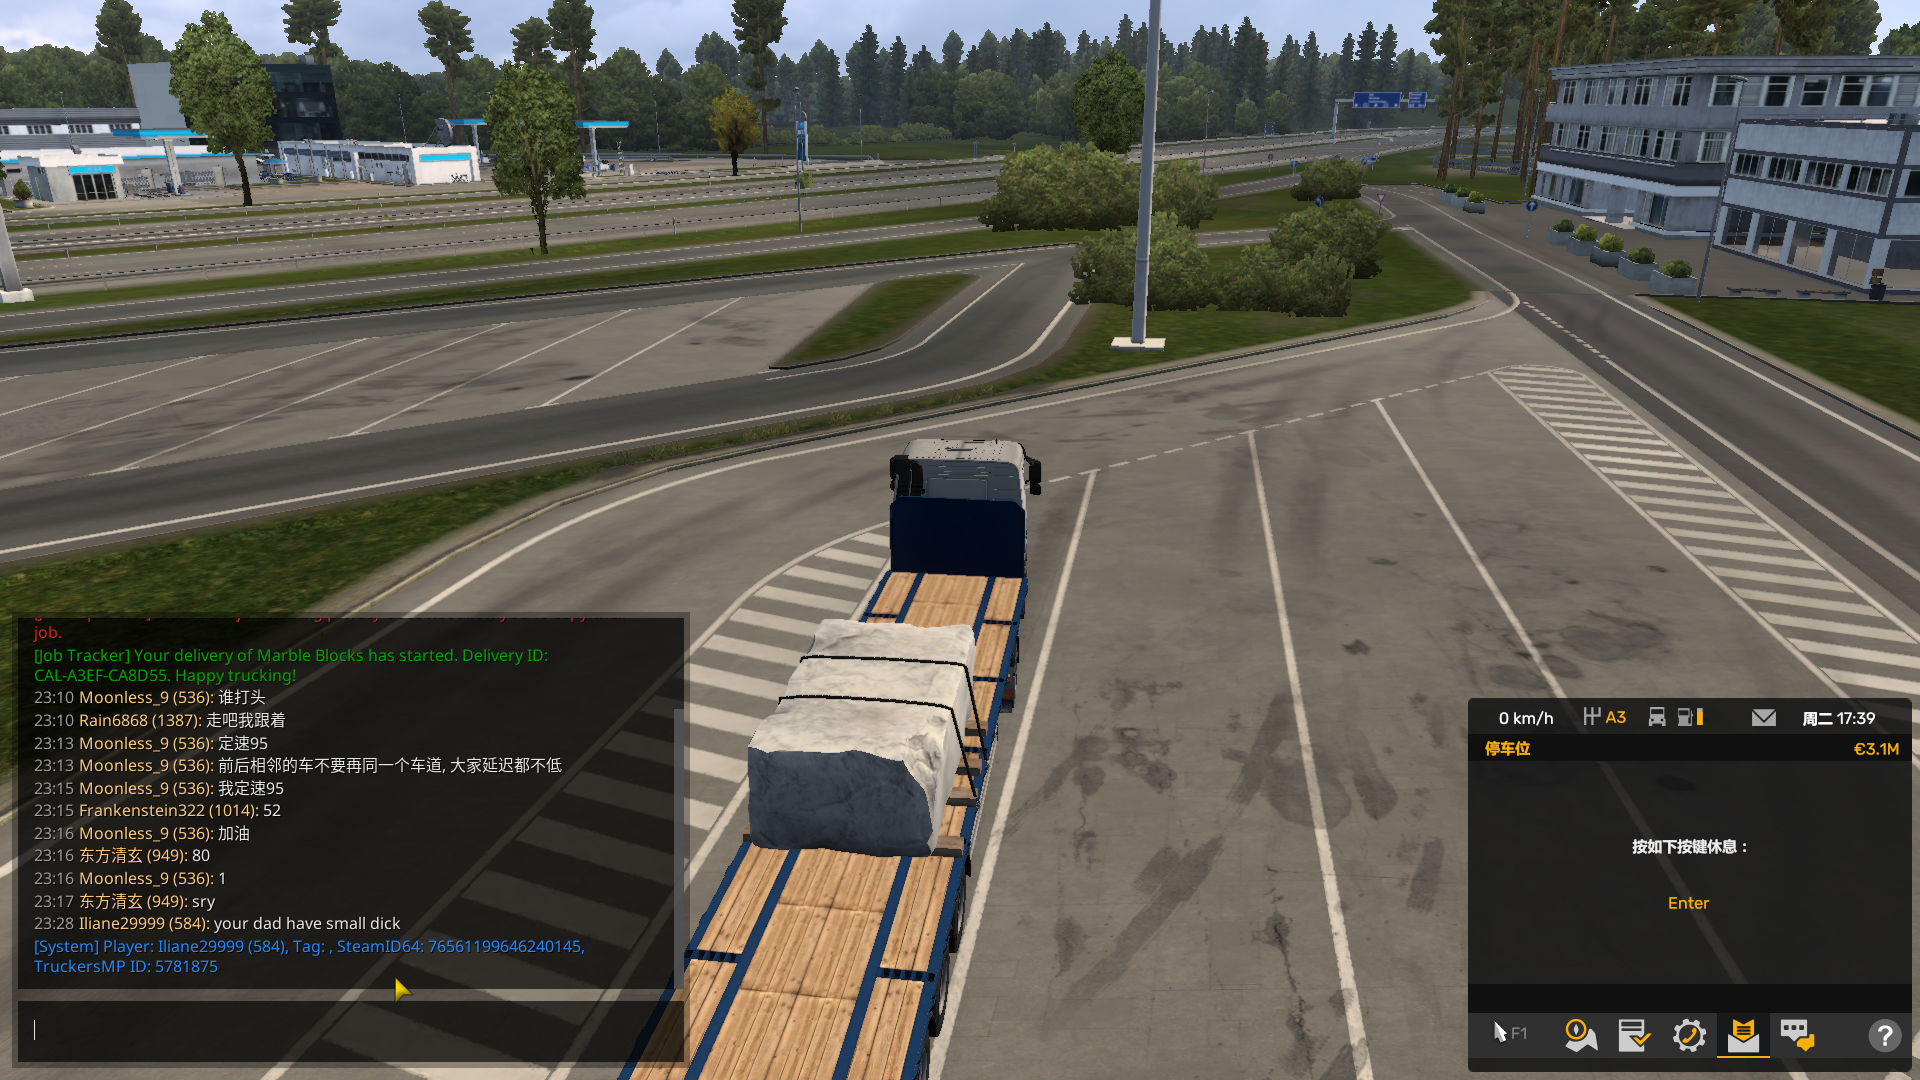 job.
[Job Tracker] Your delivery of Marble Blocks has started. Delivery ID:
CAL-A3EF-CA8D55. Happy trucking!
23:10 Moonless_9 (536): 谁打头
23:10 Rain6868 (1387): 走吧我跟着
23:13 Moonless_9 (536): 定速95
23:13 Moonless_9 (536): 前后相邻的车不要再同一个车道, 大家延迟都不低
23:15 Moonless_9 (536): 我定速95
23:15 Frankenstein322 (1014): 52
23:16 Moonless_9 (536): 加油
23:16 东方清玄 (949): 80
23:16 Moonless_9 (536): 1
23:17 东方清玄 (949): sry
23:28 Iliane29999 (584): your dad have small dick
[System] Player: Iliane29999 (584), Tag: , SteamID64: 76561199646240145,
TruckersMP ID: 5781875
0 km/h A3 周二 17:39
停车位 €3.1M
按如下按键休息：
Enter
F1 ?